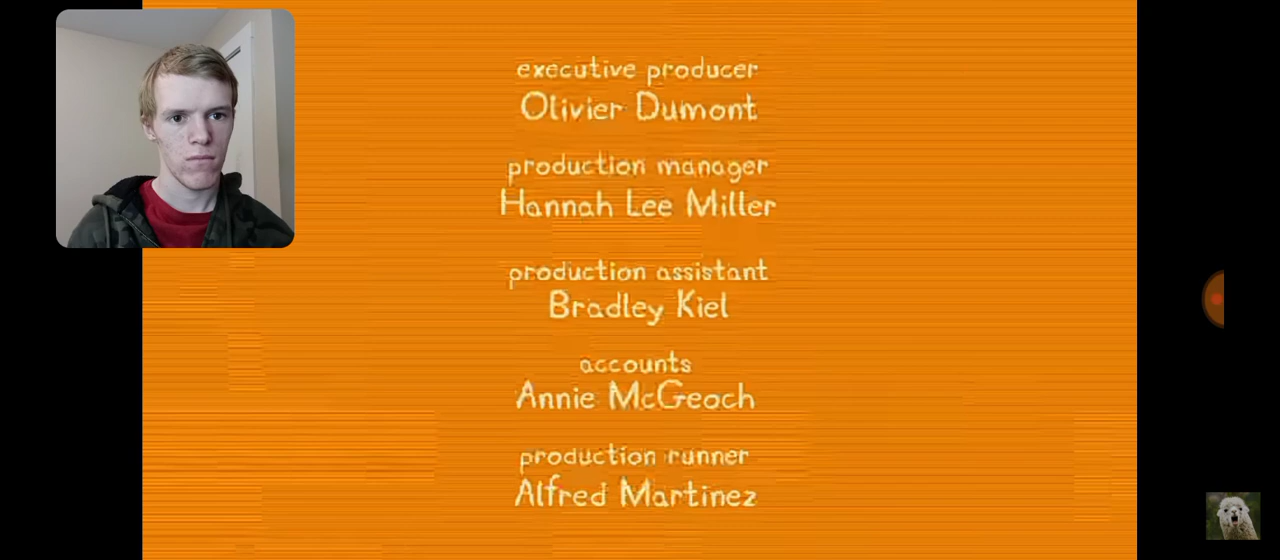 executive producer
Olivier Dumont
production manager
Hannah Lee Miller
production assistant
Bradley Kiel
accounts
Annie McGeoch
production runner
Alfred Martinez